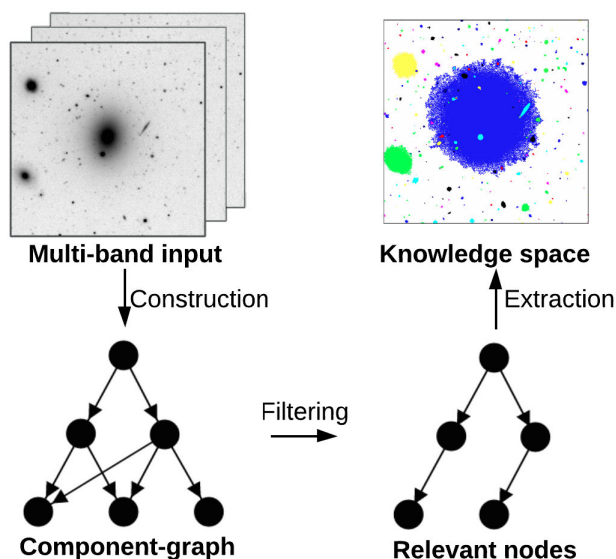 Multi-band input
Knowledge space
Construction
Extraction
Filtering
Component-graph
Relevant nodes